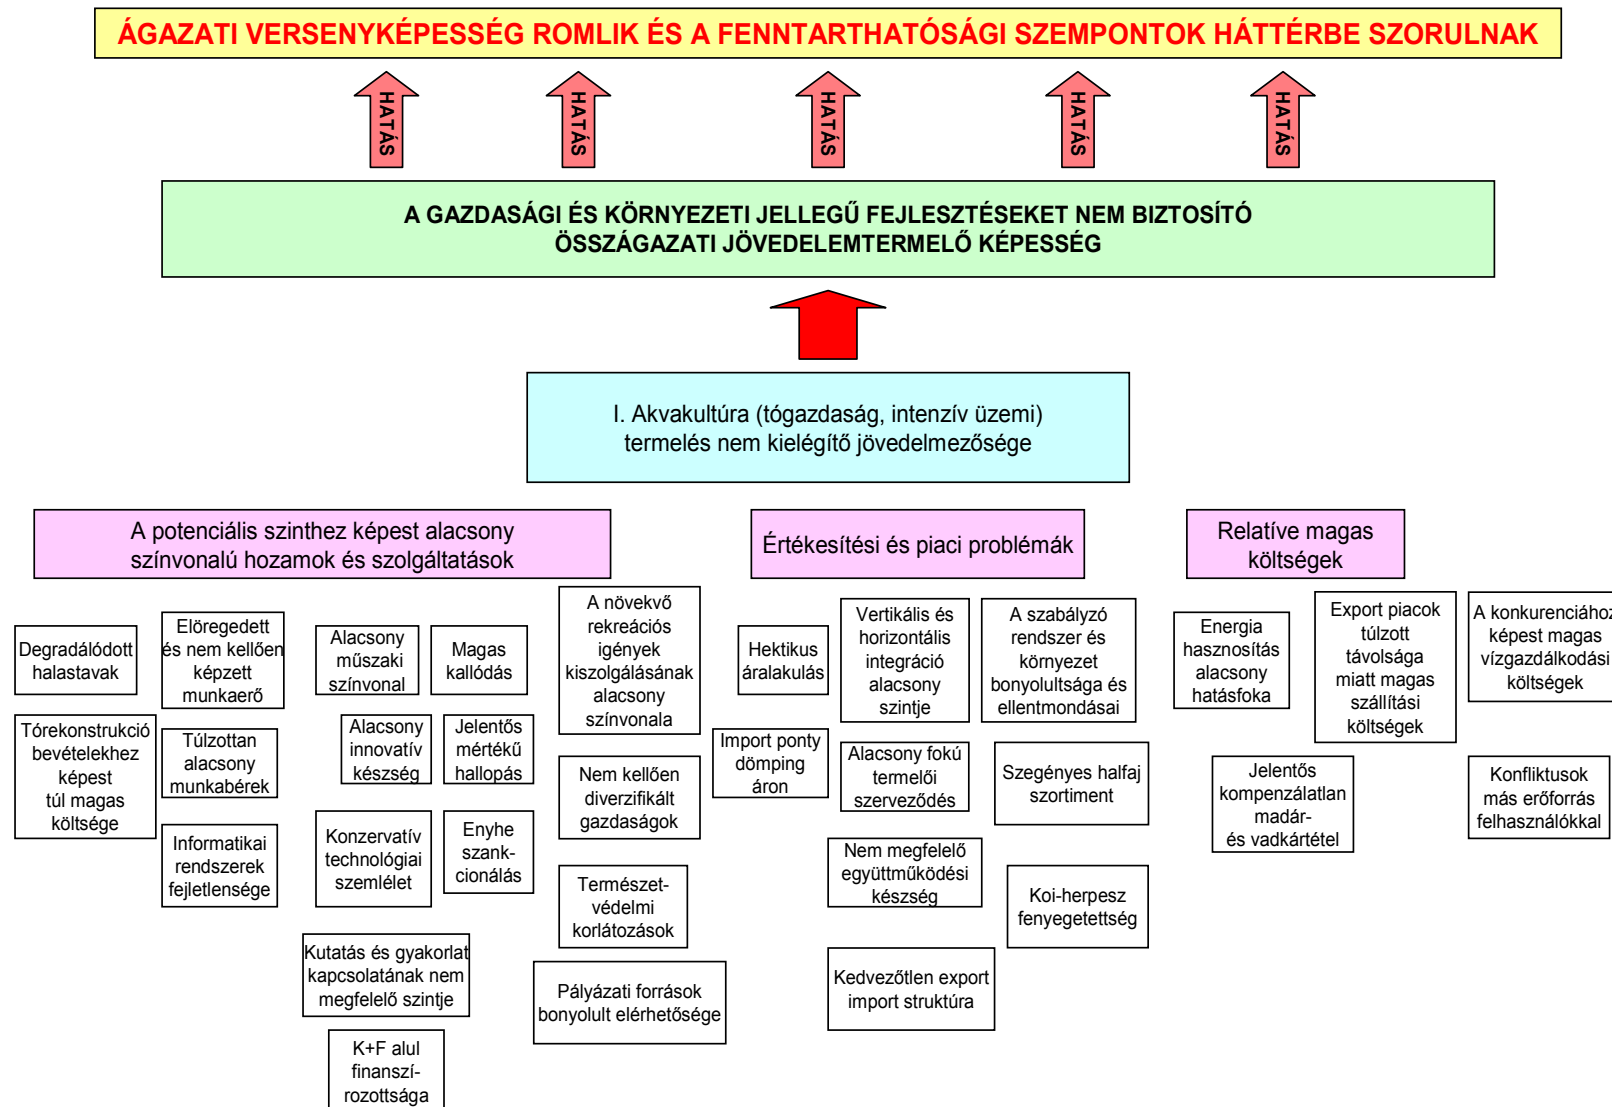 ÁGAZATI VERSENYKÉPESSÉG ROMLIK ÉS A FENNTARTHATÓSÁGI SZEMPONTOK HÁTTÉRBE SZORULNAK
HATÁS
HATÁS
HATÁS
HATÁS
HATÁS
A GAZDASÁGI ÉS KÖRNYEZETI JELLEGŰ FEJLESZTÉSEKET NEM BIZTOSÍTÓ
ÖSSZÁGAZATI JÖVEDELEMTERMELŐ KÉPESSÉG
I. Akvakultúra (tógazdaság, intenzív üzemi)
termelés nem kielégítő jövedelmezősége
A potenciális szinthez képest alacsony
színvonalú hozamok és szolgáltatások
Értékesítési és piaci problémák
Relatíve magas
költségek
Degradálódott
halastavak
Tórekonstrukció
bevételekhez
képest
túl magas
költsége
Elöregedett
és nem kellően
képzett
munkaerő
Túlzottan
alacsony
munkabérek
Informatikai
rendszerek
fejletlensége
Alacsony
műszaki
színvonal
Alacsony
innovatív
készség
Konzervatív
technológiai
szemlélet
Kutatás és gyakorlat
kapcsolatának nem
megfelelő szintje
K+F alul
finanszí-
rozottsága
Magas
kallódás
Jelentős
mértékű
hallopás
Enyhe
szank-
cionálás
A növekvő
rekreációs
igények
kiszolgálásának
alacsony
színvonala
Nem kellően
diverzifikált
gazdaságok
Természet-
védelmi
korlátozások
Pályázati források
bonyolult elérhetősége
Hektikus
áralakulás
Import ponty
dömping
áron
Vertikális és
horizontális
integráció
alacsony
szintje
Alacsony fokú
termelői
szerveződés
Nem megfelelő
együttműködési
készség
Kedvezőtlen export
import struktúra
A szabályzó
rendszer és
környezet
bonyolultsága és
ellentmondásai
Szegényes halfaj
szortiment
Koi-herpesz
fenyegetettség
Energia
hasznosítás
alacsony
hatásfoka
Jelentős
kompenzálatlan
madár-
és vadkártétel
Export piacok
túlzott
távolsága
miatt magas
szállítási
költségek
A konkurenciához
képest magas
vízgazdálkodási
költségek
Konfliktusok
más erőforrás
felhasználókkal